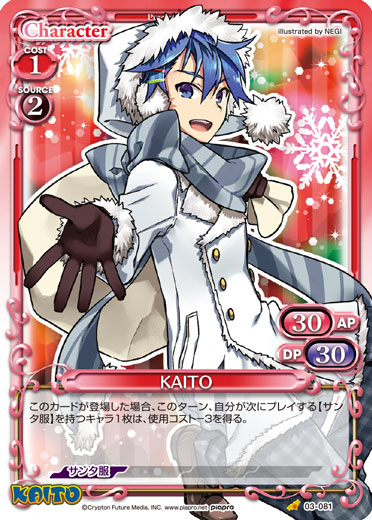 Character
illustrated by NEGI
COST
1
SOURCE
2
30 AP
DP 30
KAITO
このカードが登場した場合、このターン、自分が次にプレイする【サン
タ服】を持つキャラ1枚は、使用コスト-3を得る。
サンタ服
KAITO
©Crypton Future Media, INC. www.piapro.net piapro
03-081